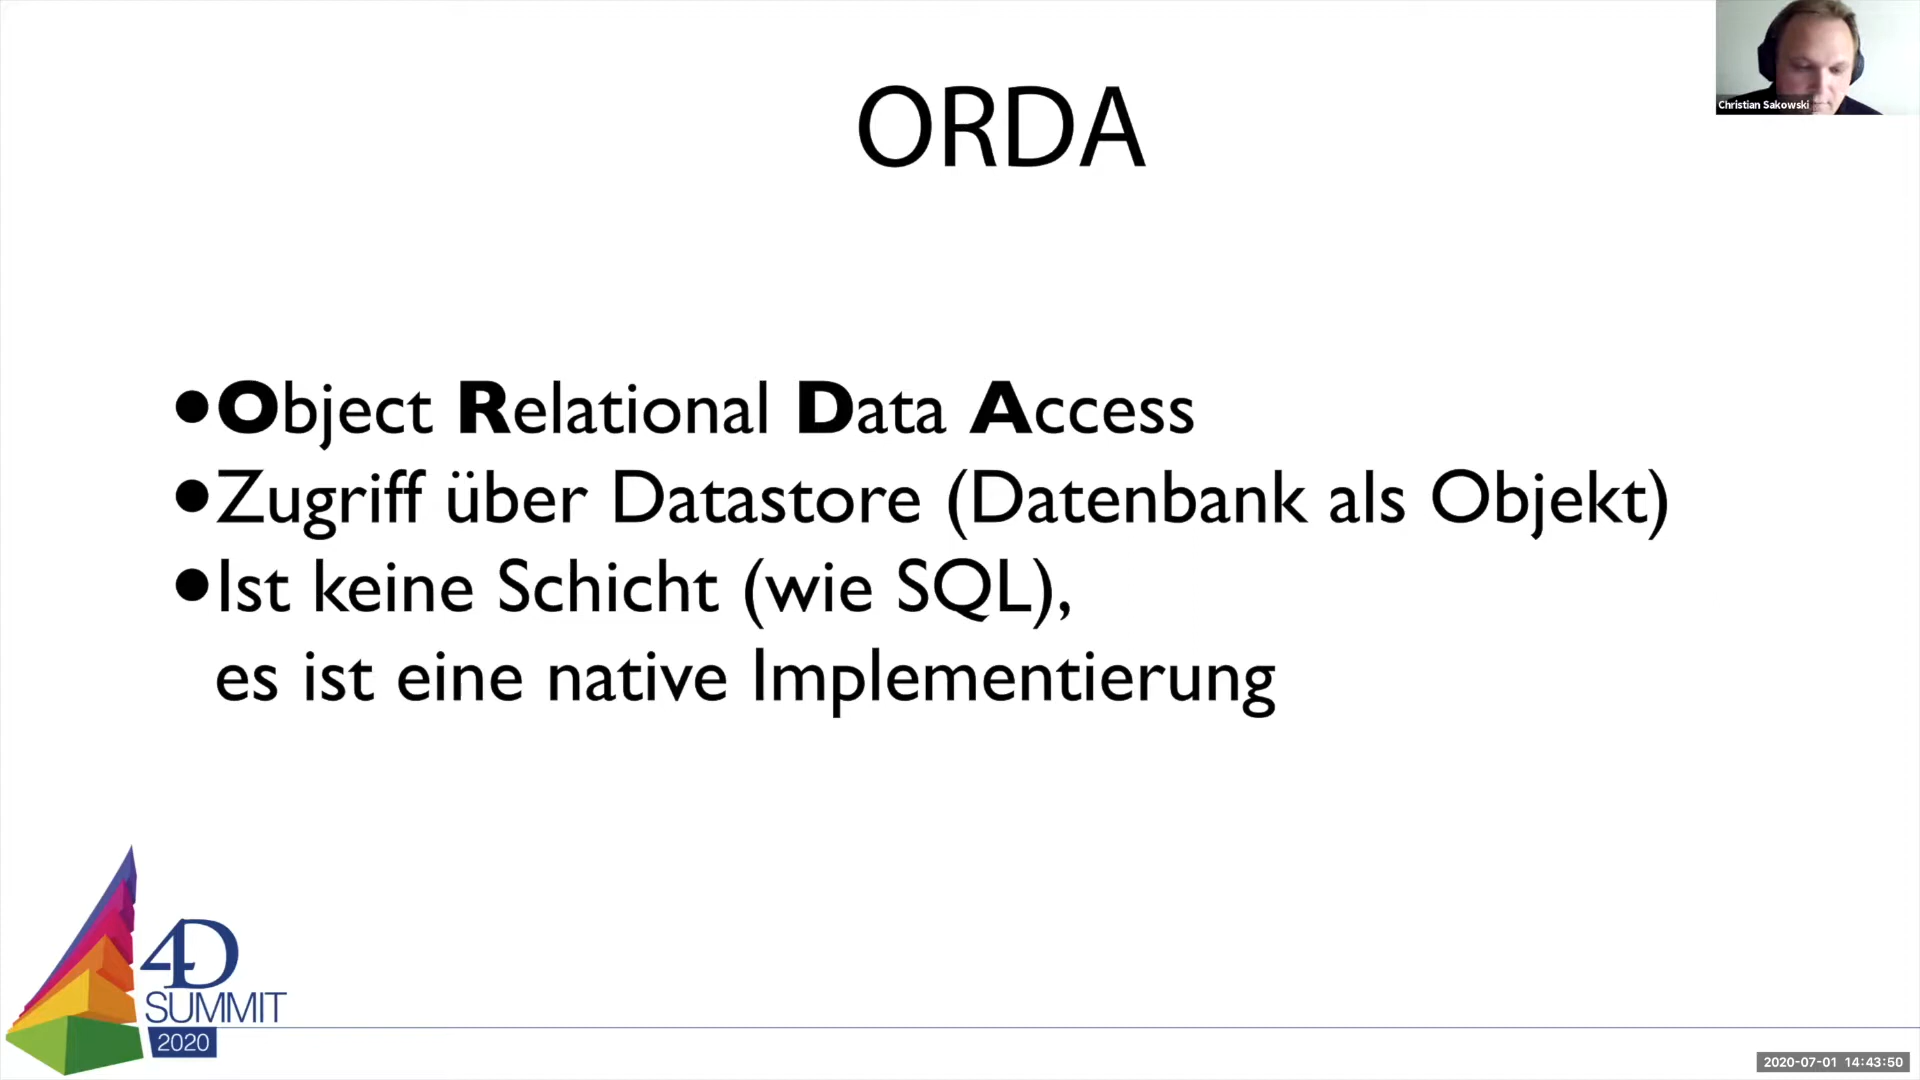 ORDA
Christian Sakowski
•Object Relational Data Access
•Zugriff über Datastore (Datenbank als Objekt)
•Ist keine Schicht (wie SQL),
es ist eine native Implementierung
4D
SUMMIT
2020
2020-07-01 14:43:50